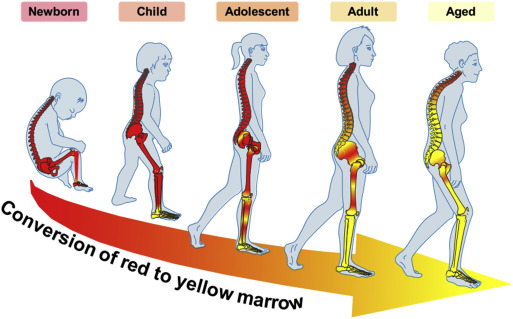 Newborn
Child
Adolescent
Adult
Aged
Conversion of red to yellow marrow